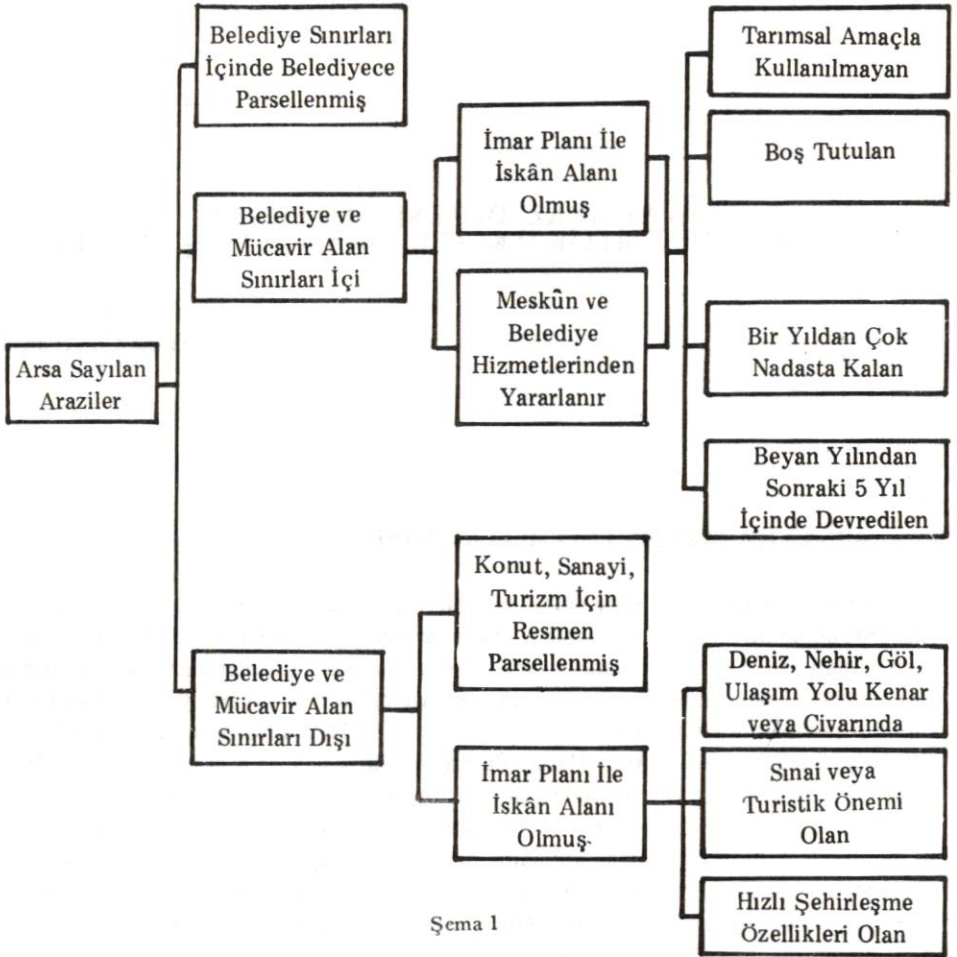 Arsa Sayılan
Araziler
Belediye Sınırları
İçinde Belediyece
Parsellenmiş
Belediye ve
Mücavir Alan
Sınırları İçi
İmar Planı İle
İskân Alanı
Olmuş
Meskûn ve
Belediye
Hizmetlerinden
Yararlanır
Tarımsal Amaçla
Kullanılmayan
Boş Tutulan
Bir Yıldan Çok
Nadasta Kalan
Beyan Yılından
Sonraki 5 Yıl
İçinde Devredilen
Belediye ve
Mücavir Alan
Sınırları Dışı
Konut, Sanayi,
Turizm İçin
Resmen
Parsellenmiş
İmar Planı İle
İskân Alanı
Olmuş
Deniz, Nehir, Göl,
Ulaşım Yolu Kenar
veya Civarında
Sınai veya
Turistik Önemi
Olan
Hızlı Şehirleşme
Özellikleri Olan
Şema 1